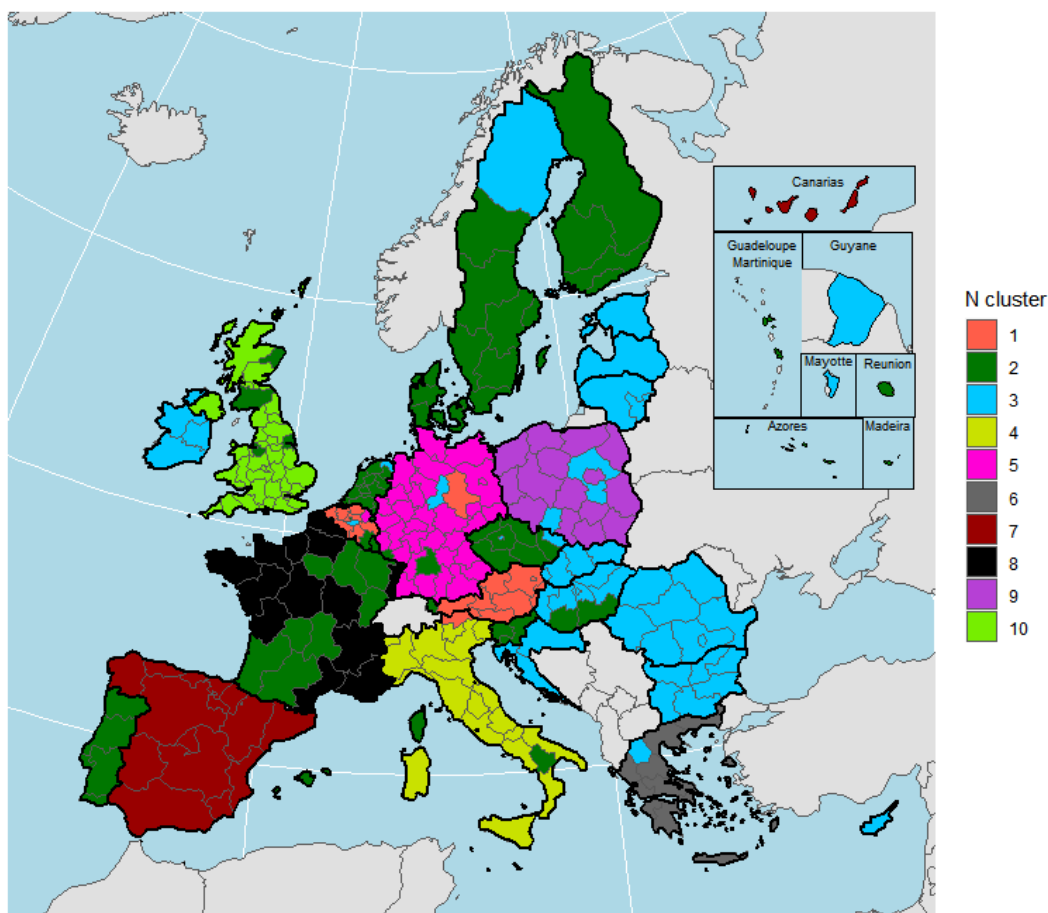 Canarias
Guadeloupe
Martinique
Guyane
Mayotte
Reunion
Azores
Madeira
N cluster
1
2
3
4
5
6
7
8
9
10